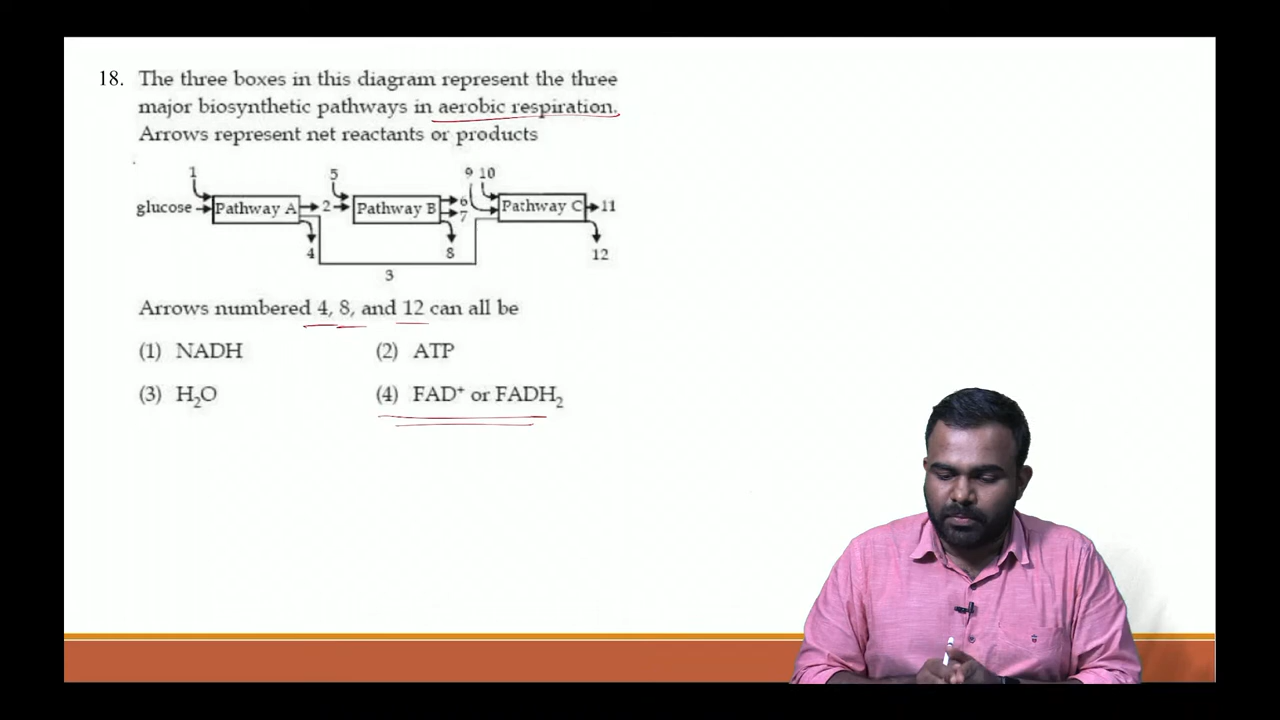 18. The three boxes in this diagram represent the three
major biosynthetic pathways in aerobic respiration.
Arrows represent net reactants or products
1 5 9 10
glucose Pathway A 2 Pathway B 6 7 Pathway C 11
4 8 12
3
Arrows numbered 4, 8, and 12 can all be
(1) NADH (2) ATP
(3) H₂O (4) FAD⁺ or FADH₂